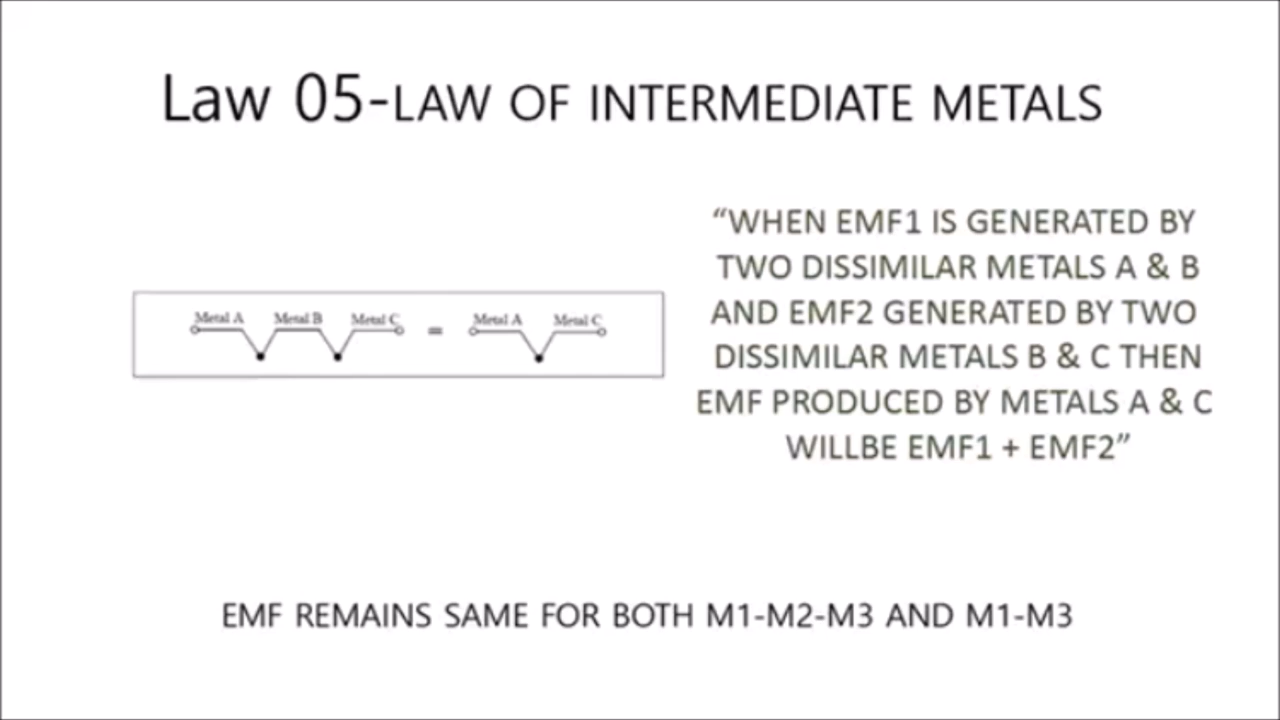 Law 05-LAW OF INTERMEDIATE METALS
Metal A Metal B Metal C = Metal A Metal C
“WHEN EMF1 IS GENERATED BY
TWO DISSIMILAR METALS A & B
AND EMF2 GENERATED BY TWO
DISSIMILAR METALS B & C THEN
EMF PRODUCED BY METALS A & C
WILLBE EMF1 + EMF2”
EMF REMAINS SAME FOR BOTH M1-M2-M3 AND M1-M3